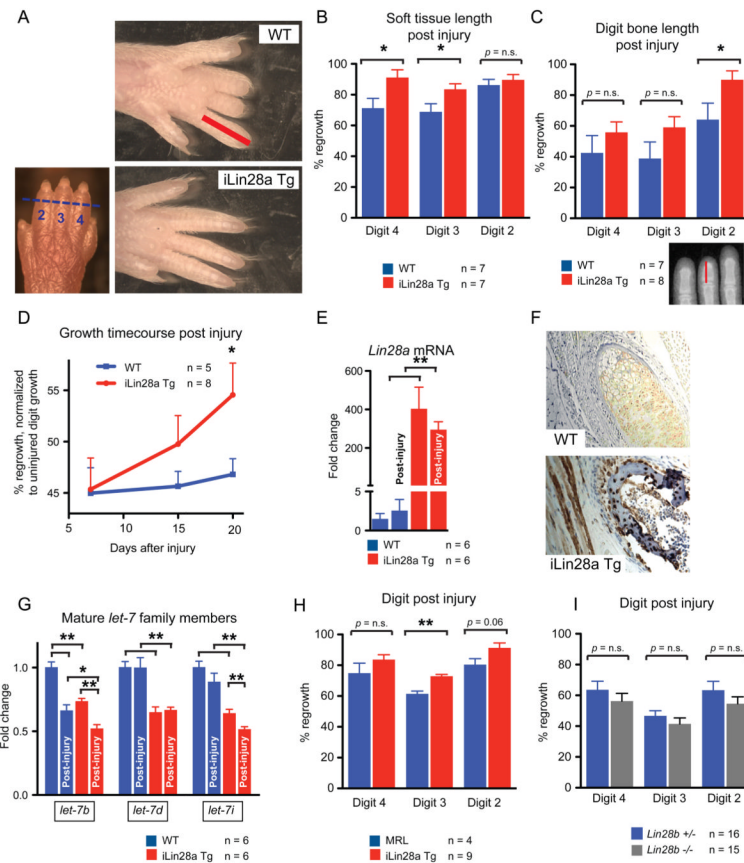 A
WT
iLin28a Tg
2 3 4
B
Soft tissue length
post injury
% regrowth
100
80
60
40
20
0
*
*
p = n.s.
Digit 4 Digit 3 Digit 2
WT n = 7
iLin28a Tg n = 7
C
Digit bone length
post injury
% regrowth
100
80
60
40
20
0
p = n.s.
p = n.s.
*
Digit 4 Digit 3 Digit 2
WT n = 7
iLin28a Tg n = 8
D
Growth timecourse post injury
WT n = 5
iLin28a Tg n = 8
*
% regrowth, normalized
to uninjured digit growth
55
50
45
5 10 15 20
Days after injury
E
Lin28a mRNA
**
Fold change
600
400
200
5
0
Post-injury
Post-injury
WT n = 6
iLin28a Tg n = 6
F
WT
iLin28a Tg
G
Mature let-7 family members
Fold change
1.0
0.5
0.0
** ** **
*
** **
Post-injury
Post-injury
Post-injury
Post-injury
Post-injury
Post-injury
let-7b let-7d let-7i
WT n = 6
iLin28a Tg n = 6
H
Digit post injury
% regrowth
100
80
60
40
20
0
p = n.s.
**
p = 0.06
Digit 4 Digit 3 Digit 2
MRL n = 4
iLin28a Tg n = 9
I
Digit post injury
% regrowth
100
80
60
40
20
0
p = n.s.
p = n.s.
p = n.s.
Digit 4 Digit 3 Digit 2
Lin28b +/- n = 16
Lin28b -/- n = 15